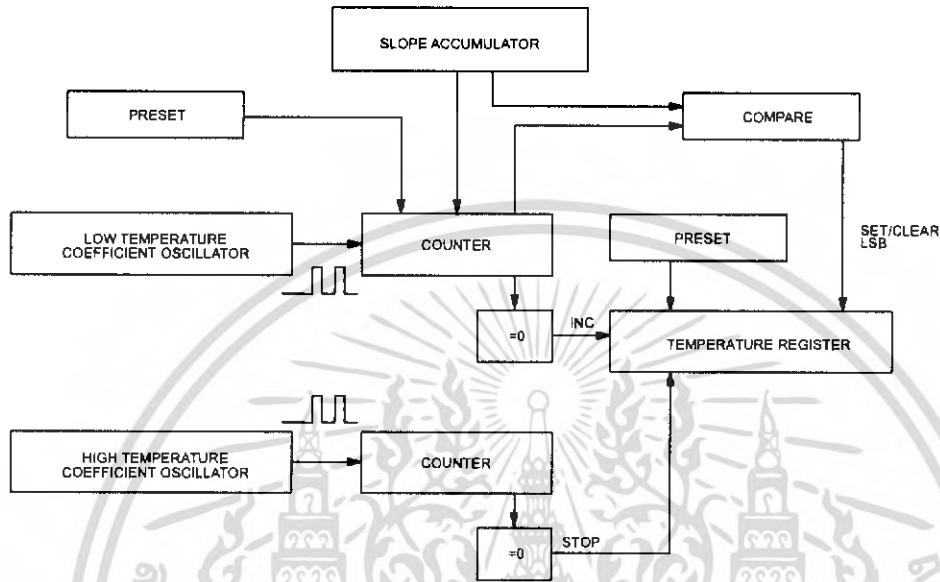 SLOPE ACCUMULATOR
PRESET
COMPARE
LOW TEMPERATURE
COEFFICIENT OSCILLATOR
COUNTER
PRESET
SET/CLEAR
LSB
=0
INC
TEMPERATURE REGISTER
HIGH TEMPERATURE
COEFFICIENT OSCILLATOR
COUNTER
=0
STOP